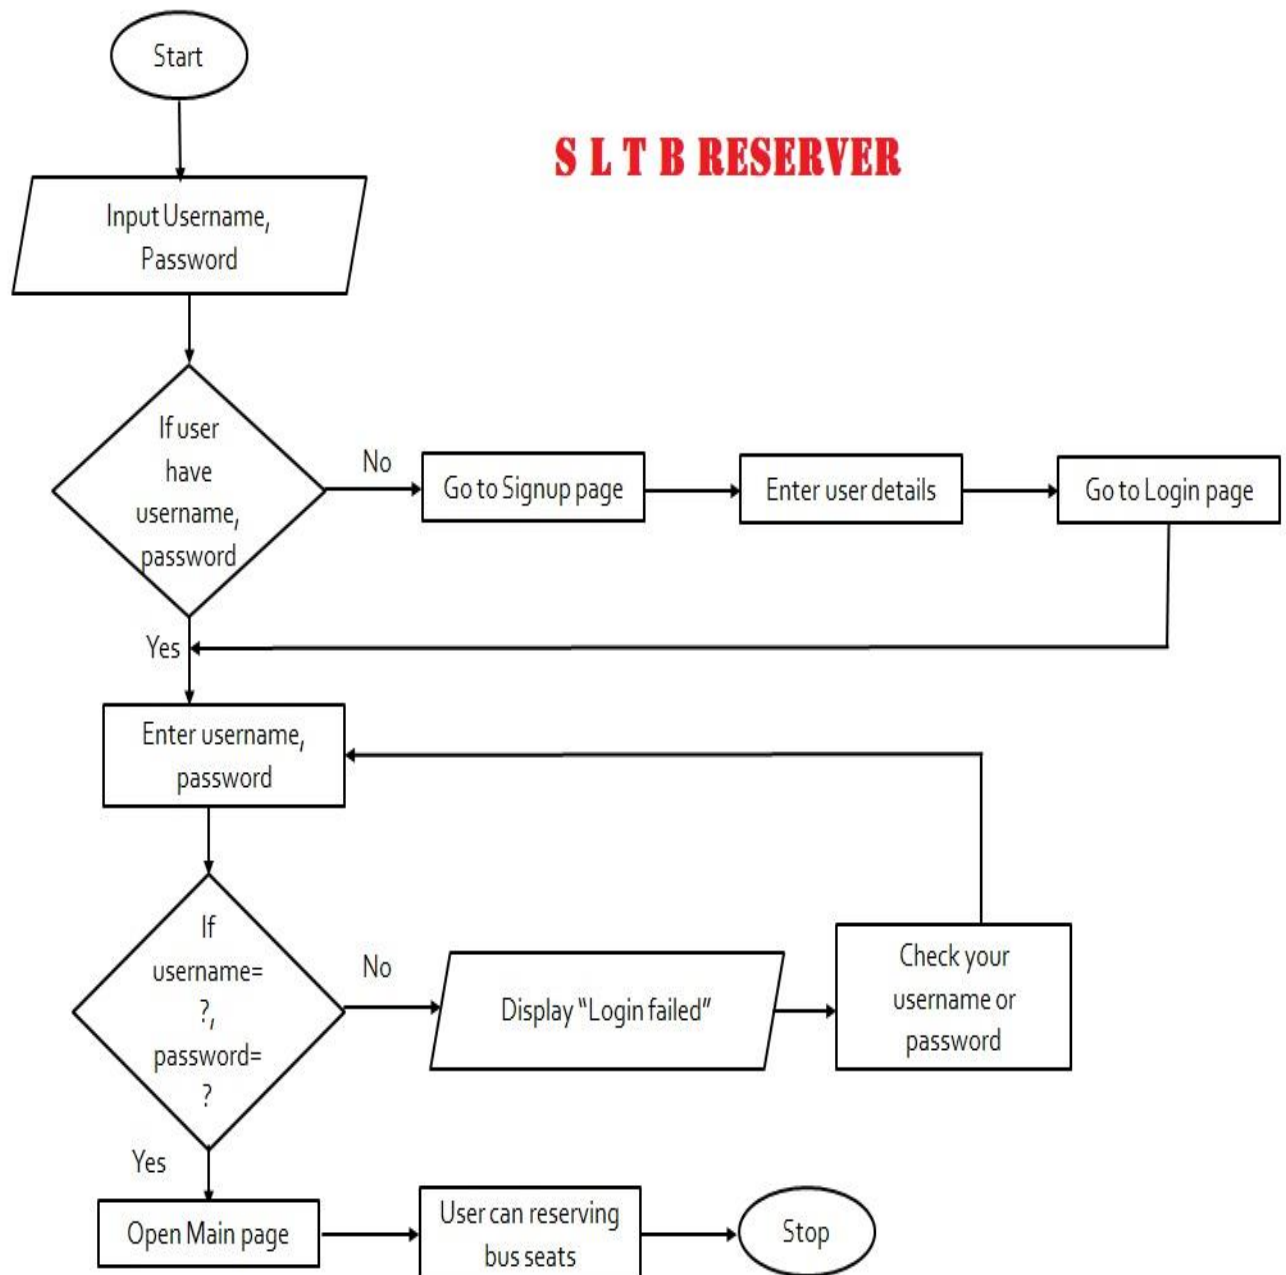 Start
S L T B RESERVER
Input Username,
Password
If user
have
username,
password
No
Go to Signup page
Enter user details
Go to Login page
Yes
Enter username,
password
If
username=
?,
password=
?
No
Display “Login failed”
Check your
username or
password
Yes
Open Main page
User can reserving
bus seats
Stop